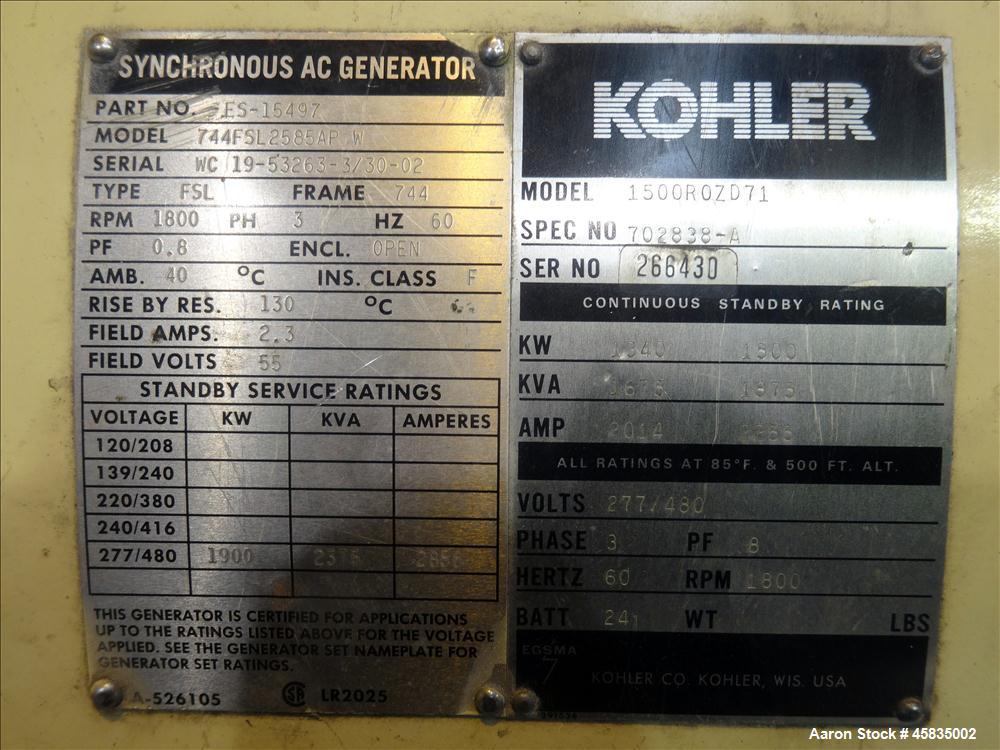 SYNCHRONOUS AC GENERATOR
PART NO. ES-15497
MODEL 744FSL2585AP W
SERIAL WC 19-53263-3/30-02
TYPE FSL FRAME 744
RPM 1800 PH 3 HZ 60
PF 0.8 ENCL. OPEN
AMB. 40 °C INS. CLASS F
RISE BY RES. 130 °C
FIELD AMPS. 2.3
FIELD VOLTS 55
STANDBY SERVICE RATINGS
VOLTAGE KW KVA AMPERES
120/208
139/240
220/380
240/416
277/480 1900
THIS GENERATOR IS CERTIFIED FOR APPLICATIONS
UP TO THE RATINGS LISTED ABOVE FOR THE VOLTAGE
APPLIED. SEE THE GENERATOR SET NAMEPLATE FOR
GENERATOR SET RATINGS.
A-526105 LR2025
KOHLER
MODEL 1500ROZD71
SPEC NO 702838-A
SER NO 266430
CONTINUOUS STANDBY RATING
KW 1340
KVA
AMP 2014
ALL RATINGS AT 85°F. & 500 FT. ALT.
VOLTS 277/480
PHASE 3 PF 8
HERTZ 60 RPM 1800
BATT 24 WT LBS
EGSMA
7
KOHLER CO. KOHLER, WIS. USA
Aaron Stock # 45835002